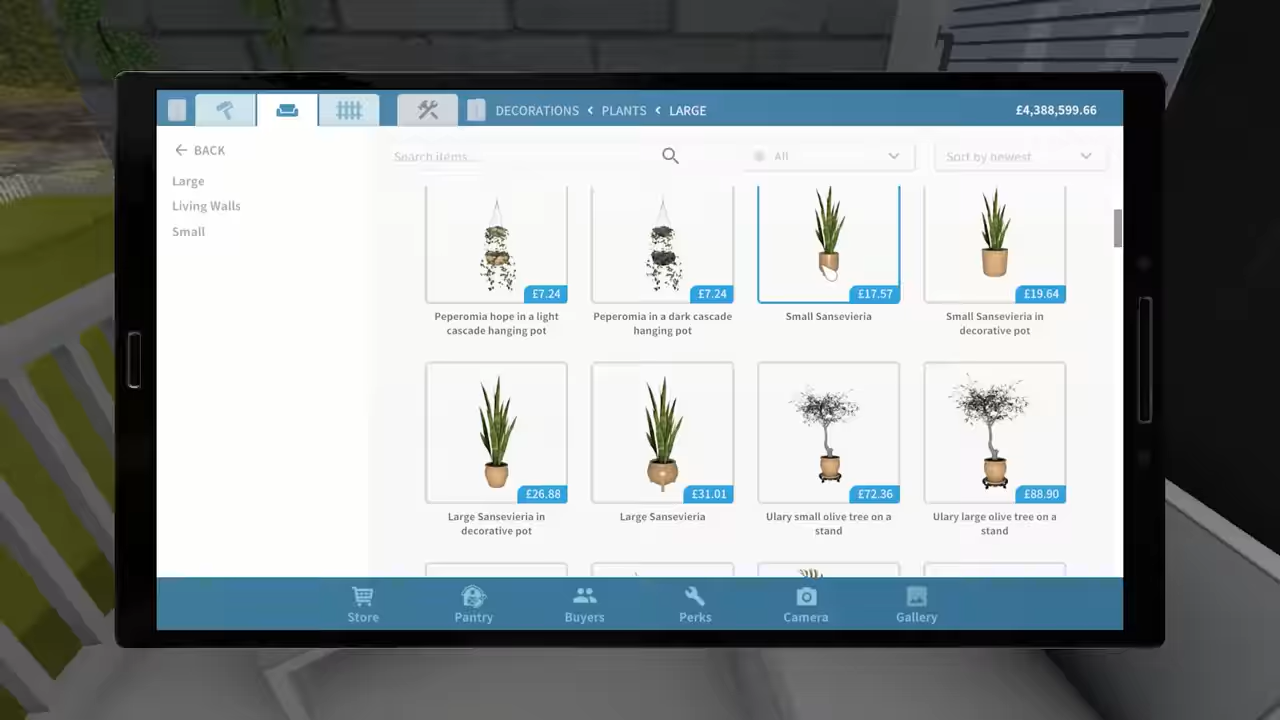 DECORATIONS < PLANTS < LARGE
£4,388,599.66
BACK
Large
Living Walls
Small
Search items...
All
Sort by newest
£7.24
£7.24
£17.57
£19.64
Peperomia hope in a light
cascade hanging pot
Peperomia in a dark cascade
hanging pot
Small Sansevieria
Small Sansevieria in
decorative pot
£26.88
£31.01
£72.36
£88.90
Large Sansevieria in
decorative pot
Large Sansevieria
Ulary small olive tree on a
stand
Ulary large olive tree on a
stand
Store
Pantry
Buyers
Perks
Camera
Gallery